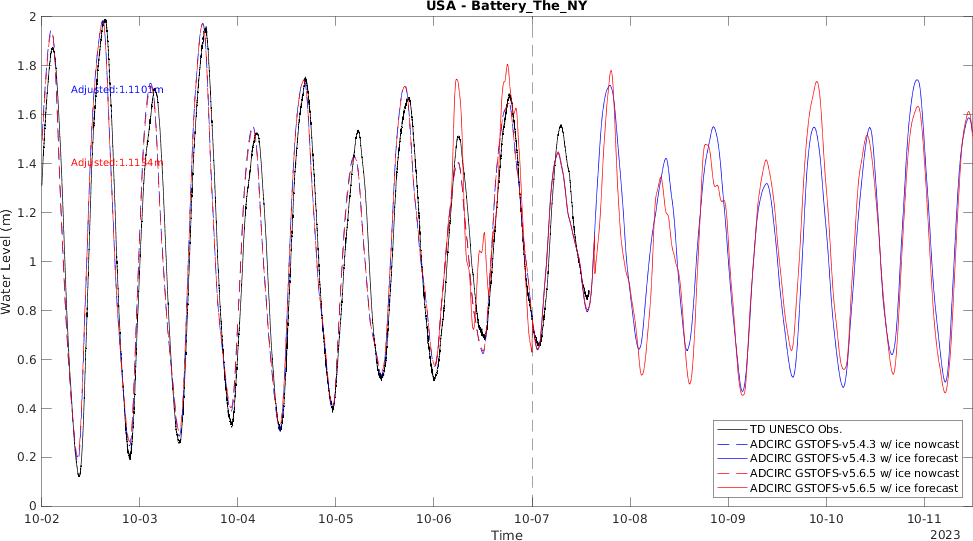 USA - Battery_The_NY
2
1.8
1.6
1.4
1.2
1
0.8
0.6
0.4
0.2
0
Water Level (m)
Adjusted:1.1101m
Adjusted:1.1154m
TD UNESCO Obs.
ADCIRC GSTOFS-v5.4.3 w/ ice nowcast
ADCIRC GSTOFS-v5.4.3 w/ ice forecast
ADCIRC GSTOFS-v5.6.5 w/ ice nowcast
ADCIRC GSTOFS-v5.6.5 w/ ice forecast
10-02 10-03 10-04 10-05 10-06 10-07 10-08 10-09 10-10 10-11
Time
2023